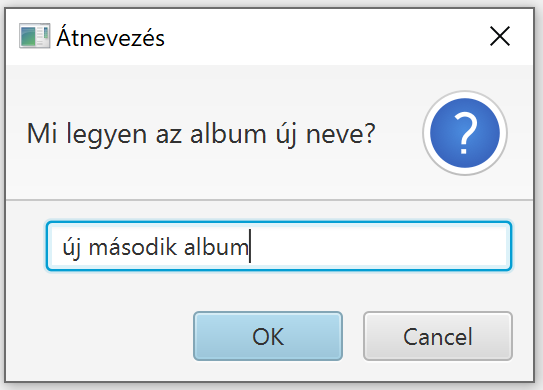 Átnevezés
Mi legyen az album új neve?
?
új második album
OK
Cancel